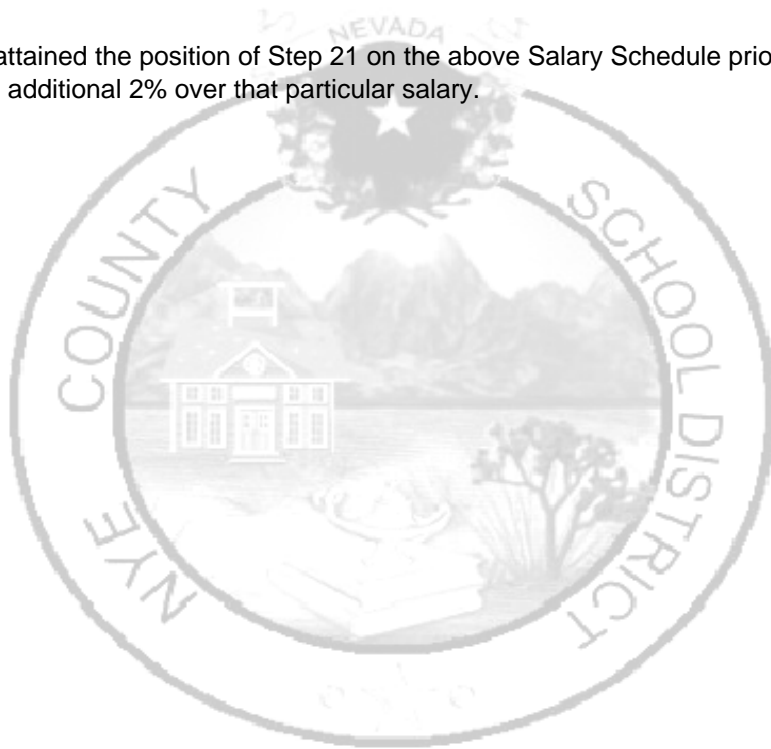 NEVADA
attained the position of Step 21 on the above Salary Schedule prio
additional 2% over that particular salary.
NYE COUNTY SCHOOL DISTRICT